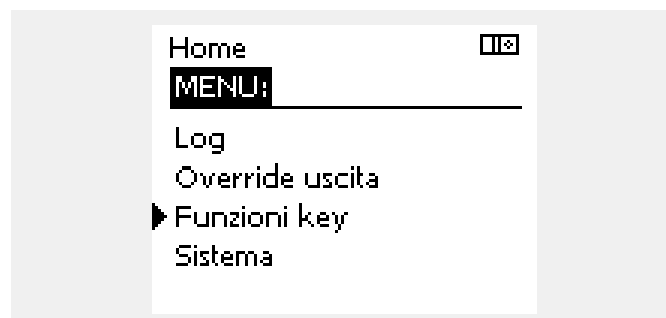 Home
MENU:
Log
Override uscita
Funzioni key
Sistema